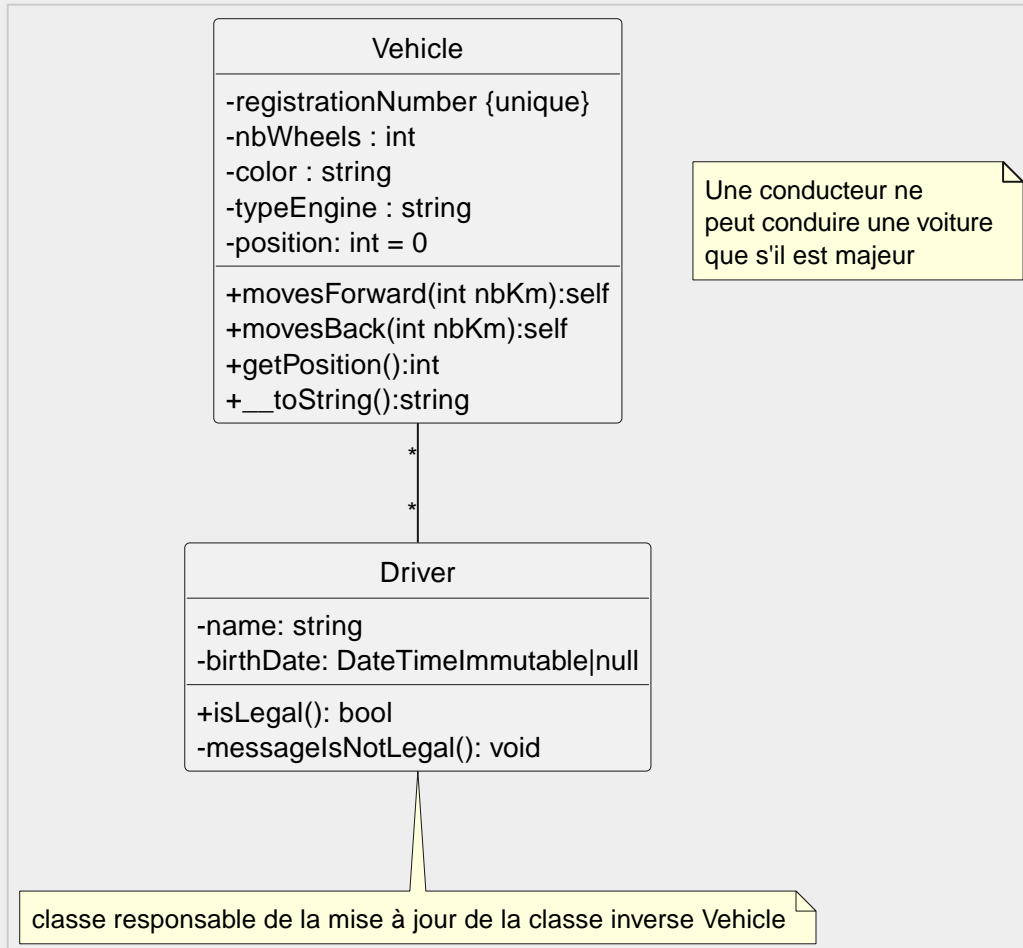 Vehicle
-registrationNumber {unique}
-nbWheels : int
-color : string
-typeEngine : string
-position: int = 0
+movesForward(int nbKm):self
+movesBack(int nbKm):self
+getPosition():int
+__toString():string
Une conducteur ne
peut conduire une voiture
que s'il est majeur
*
*
Driver
-name: string
-birthDate: DateTimeImmutable|null
+isLegal(): bool
-messageIsNotLegal(): void
classe responsable de la mise à jour de la classe inverse Vehicle